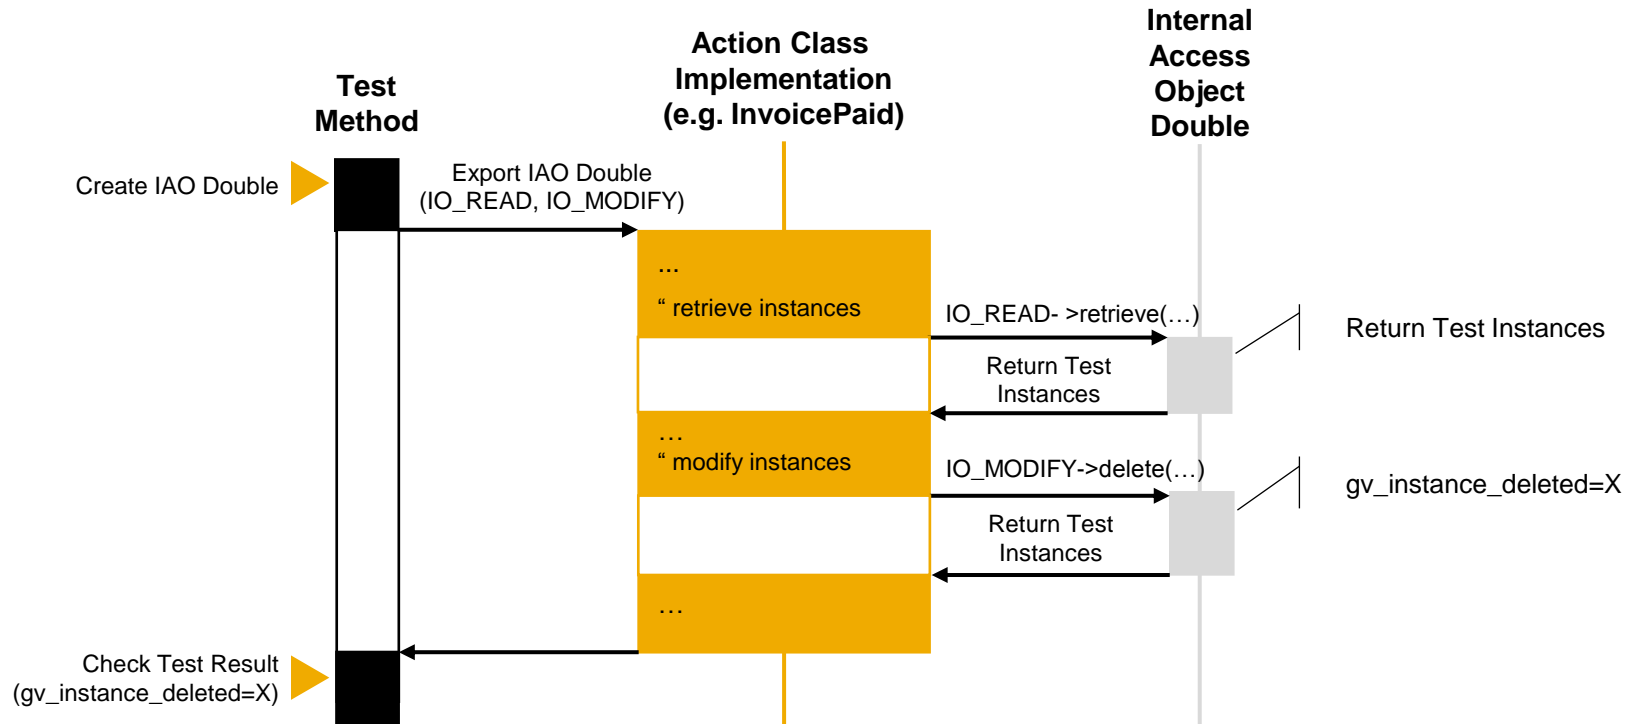 Test
Method
Action Class
Implementation
(e.g. InvoicePaid)
Internal
Access
Object
Double
Create IAO Double
Export IAO Double
(IO_READ, IO_MODIFY)
...
“ retrieve instances
IO_READ- >retrieve(…)
Return Test Instances
Return Test
Instances
…
“ modify instances
IO_MODIFY->delete(…)
gv_instance_deleted=X
Return Test
Instances
…
Check Test Result
(gv_instance_deleted=X)